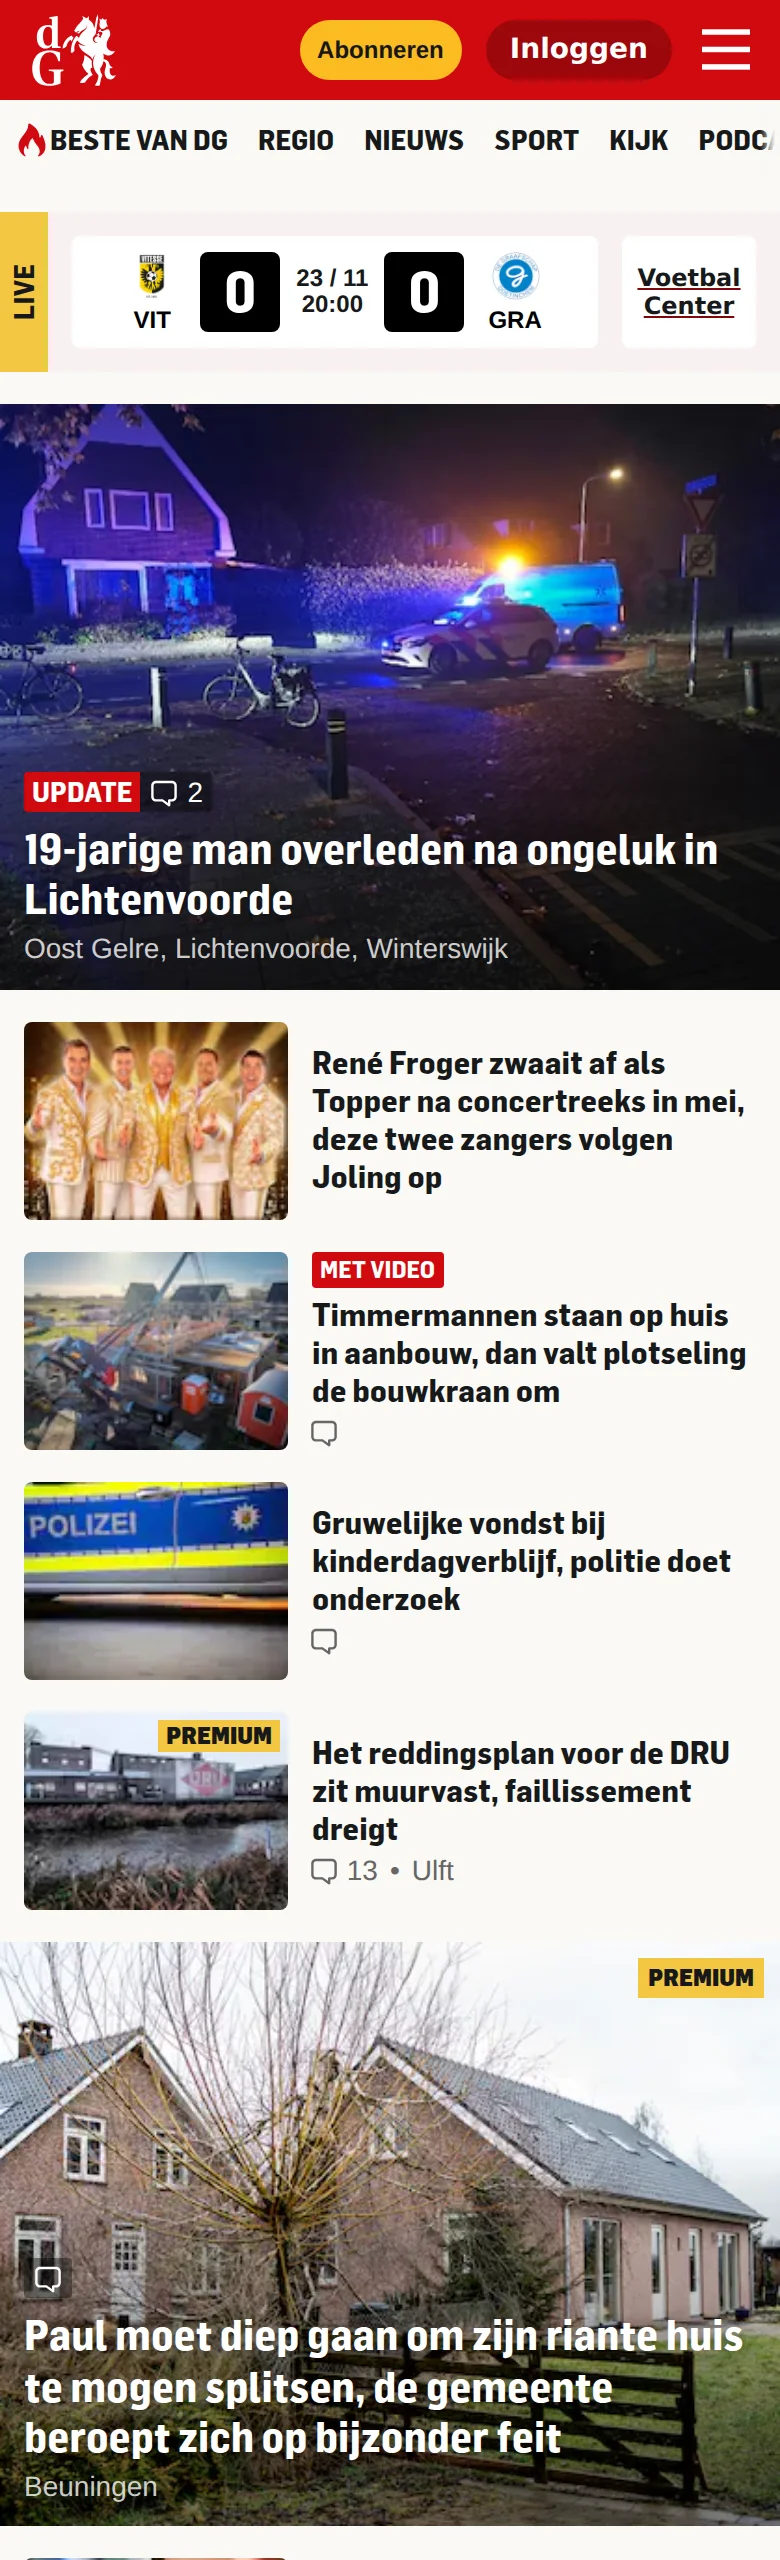 dG
Abonneren
Inloggen
BESTE VAN DG
REGIO
NIEUWS
SPORT
KIJK
LIVE
VITESSE
VIT
0
23 / 11
20:00
0
GRA
Voetbal
Center
UPDATE
2
19-jarige man overleden na ongeluk in
Lichtenvoorde
Oost Gelre, Lichtenvoorde, Winterswijk
René Froger zwaait af als
Topper na concertreeks in mei,
deze twee zangers volgen
Joling op
MET VIDEO
Timmermannen staan op huis
in aanbouw, dan valt plotseling
de bouwkraan om
POLIZEI
Gruwelijke vondst bij
kinderdagverblijf, politie doet
onderzoek
PREMIUM
DRU
Het reddingsplan voor de DRU
zit muurvast, faillissement
dreigt
13 • Ulft
PREMIUM
Paul moet diep gaan om zijn riante huis
te mogen splitsen, de gemeente
beroept zich op bijzonder feit
Beuningen